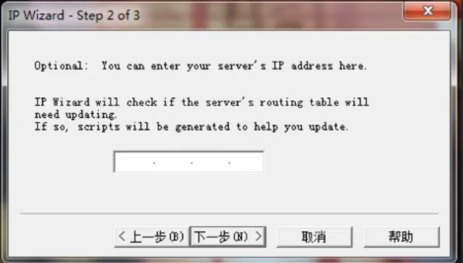 IP Wizard - Step 2 of 3
Optional: You can enter your server's IP address here.
IP Wizard will check if the server's routing table will
need updating.
If so, scripts will be generated to help you update.
. . .
< 上一步(B) 下一步(N) > 取消 帮助